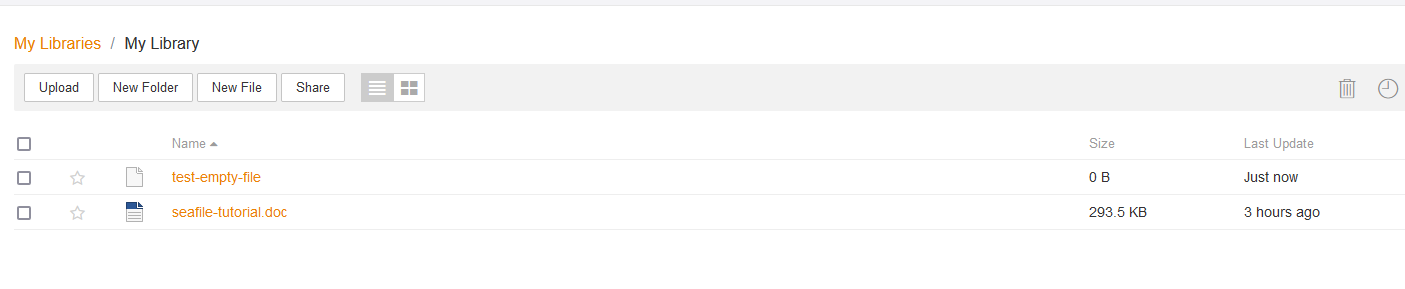 My Libraries / My Library
Upload New Folder New File Share
Name Size Last Update
test-empty-file 0 B Just now
seafile-tutorial.doc 293.5 KB 3 hours ago